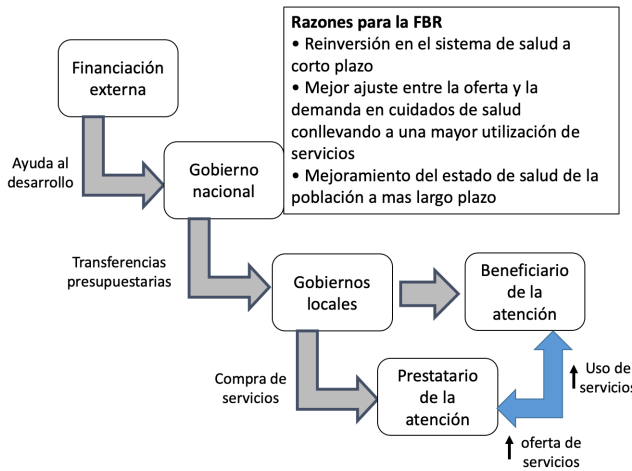 Razones para la FBR
• Reinversión en el sistema de salud a
corto plazo
• Mejor ajuste entre la oferta y la
demanda en cuidados de salud
conllevando a una mayor utilización de
servicios
• Mejoramiento del estado de salud de la
población a mas largo plazo
Financiación
externa
Ayuda al
desarrollo
Gobierno
nacional
Transferencias
presupuestarias
Gobiernos
locales
Beneficiario
de la
atención
Compra de
servicios
Prestatario
de la
atención
Uso de
servicios
oferta de
servicios